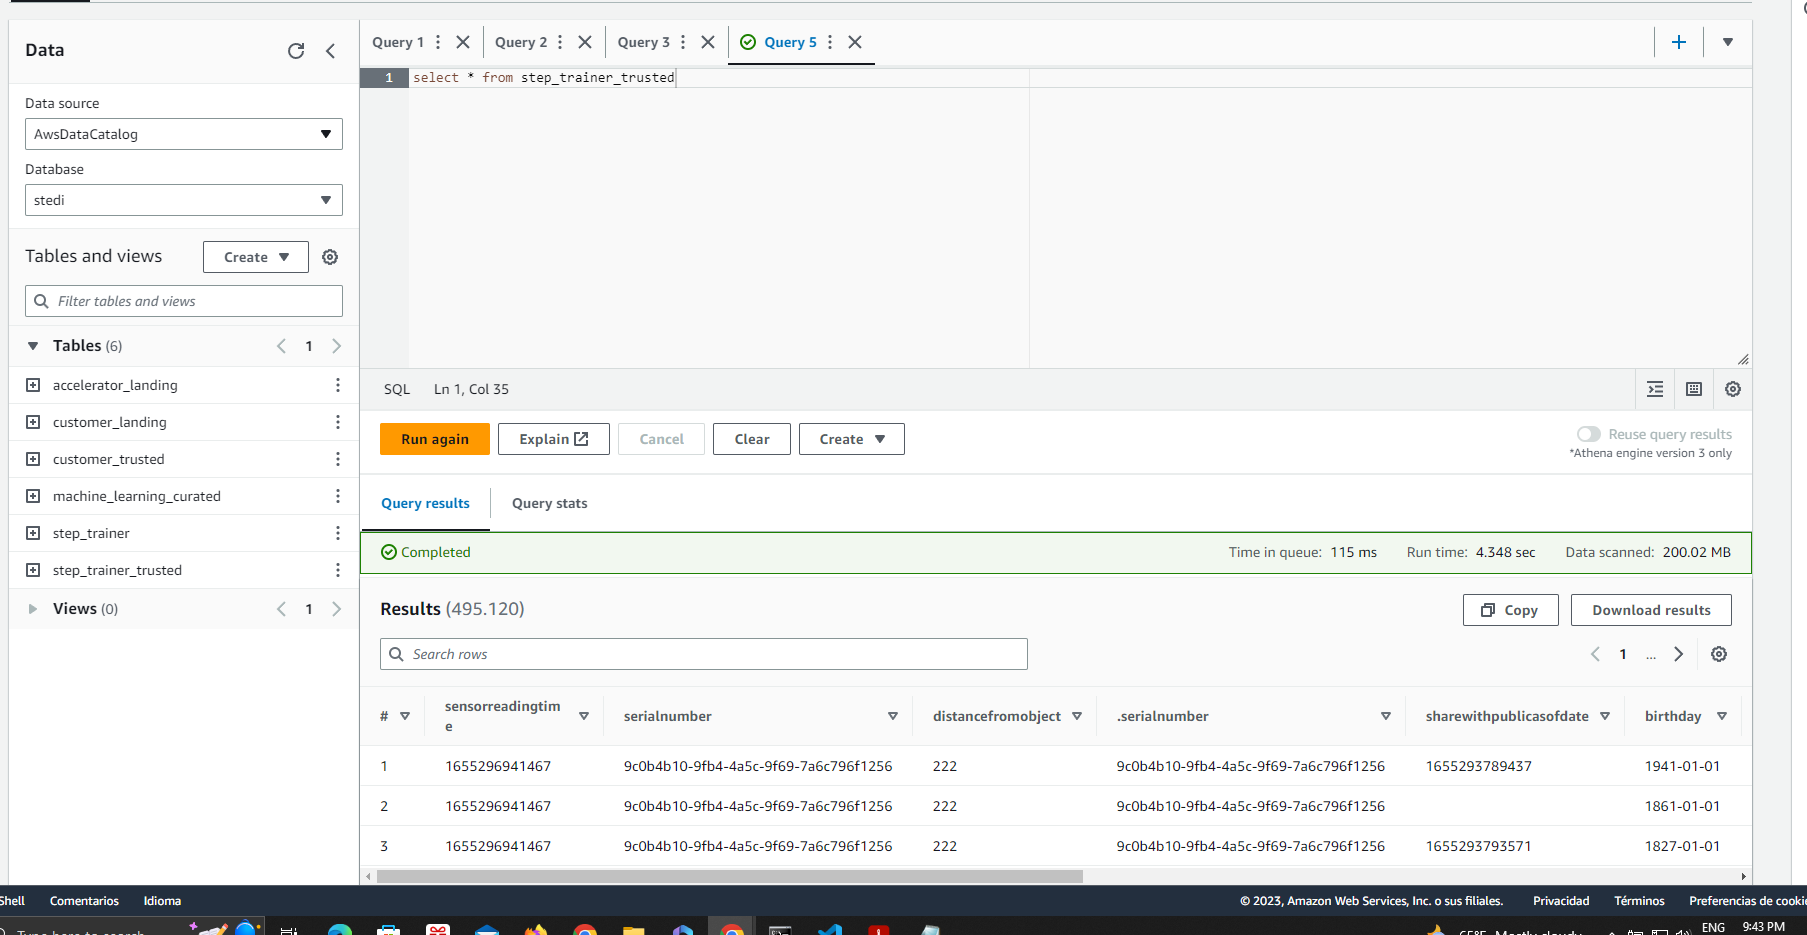 Data
Query 1
Query 2
Query 3
Query 5
1 select * from step_trainer_trusted
Data source
AwsDataCatalog
Database
stedi
Tables and views
Create
Filter tables and views
Tables (6)
1
accelerator_landing
customer_landing
customer_trusted
machine_learning_curated
step_trainer
step_trainer_trusted
Views (0)
1
SQL Ln 1, Col 35
Run again
Explain
Cancel
Clear
Create
Reuse query results
*Athena engine version 3 only
Query results
Query stats
Completed
Time in queue: 115 ms Run time: 4.348 sec Data scanned: 200.02 MB
Results (495.120)
Copy
Download results
Search rows
1 ...
# sensorreadingtime serialnumber distancefromobject .serialnumber sharewithpublicasofdate birthday
1 1655296941467 9c0b4b10-9fb4-4a5c-9f69-7a6c796f1256 222 9c0b4b10-9fb4-4a5c-9f69-7a6c796f1256 1655293789437 1941-01-01
2 1655296941467 9c0b4b10-9fb4-4a5c-9f69-7a6c796f1256 222 9c0b4b10-9fb4-4a5c-9f69-7a6c796f1256 1861-01-01
3 1655296941467 9c0b4b10-9fb4-4a5c-9f69-7a6c796f1256 222 9c0b4b10-9fb4-4a5c-9f69-7a6c796f1256 1655293793571 1827-01-01
Shell Comentarios Idioma © 2023, Amazon Web Services, Inc. o sus filiales. Privacidad Términos Preferencias de cookie
ENG 9:43 PM